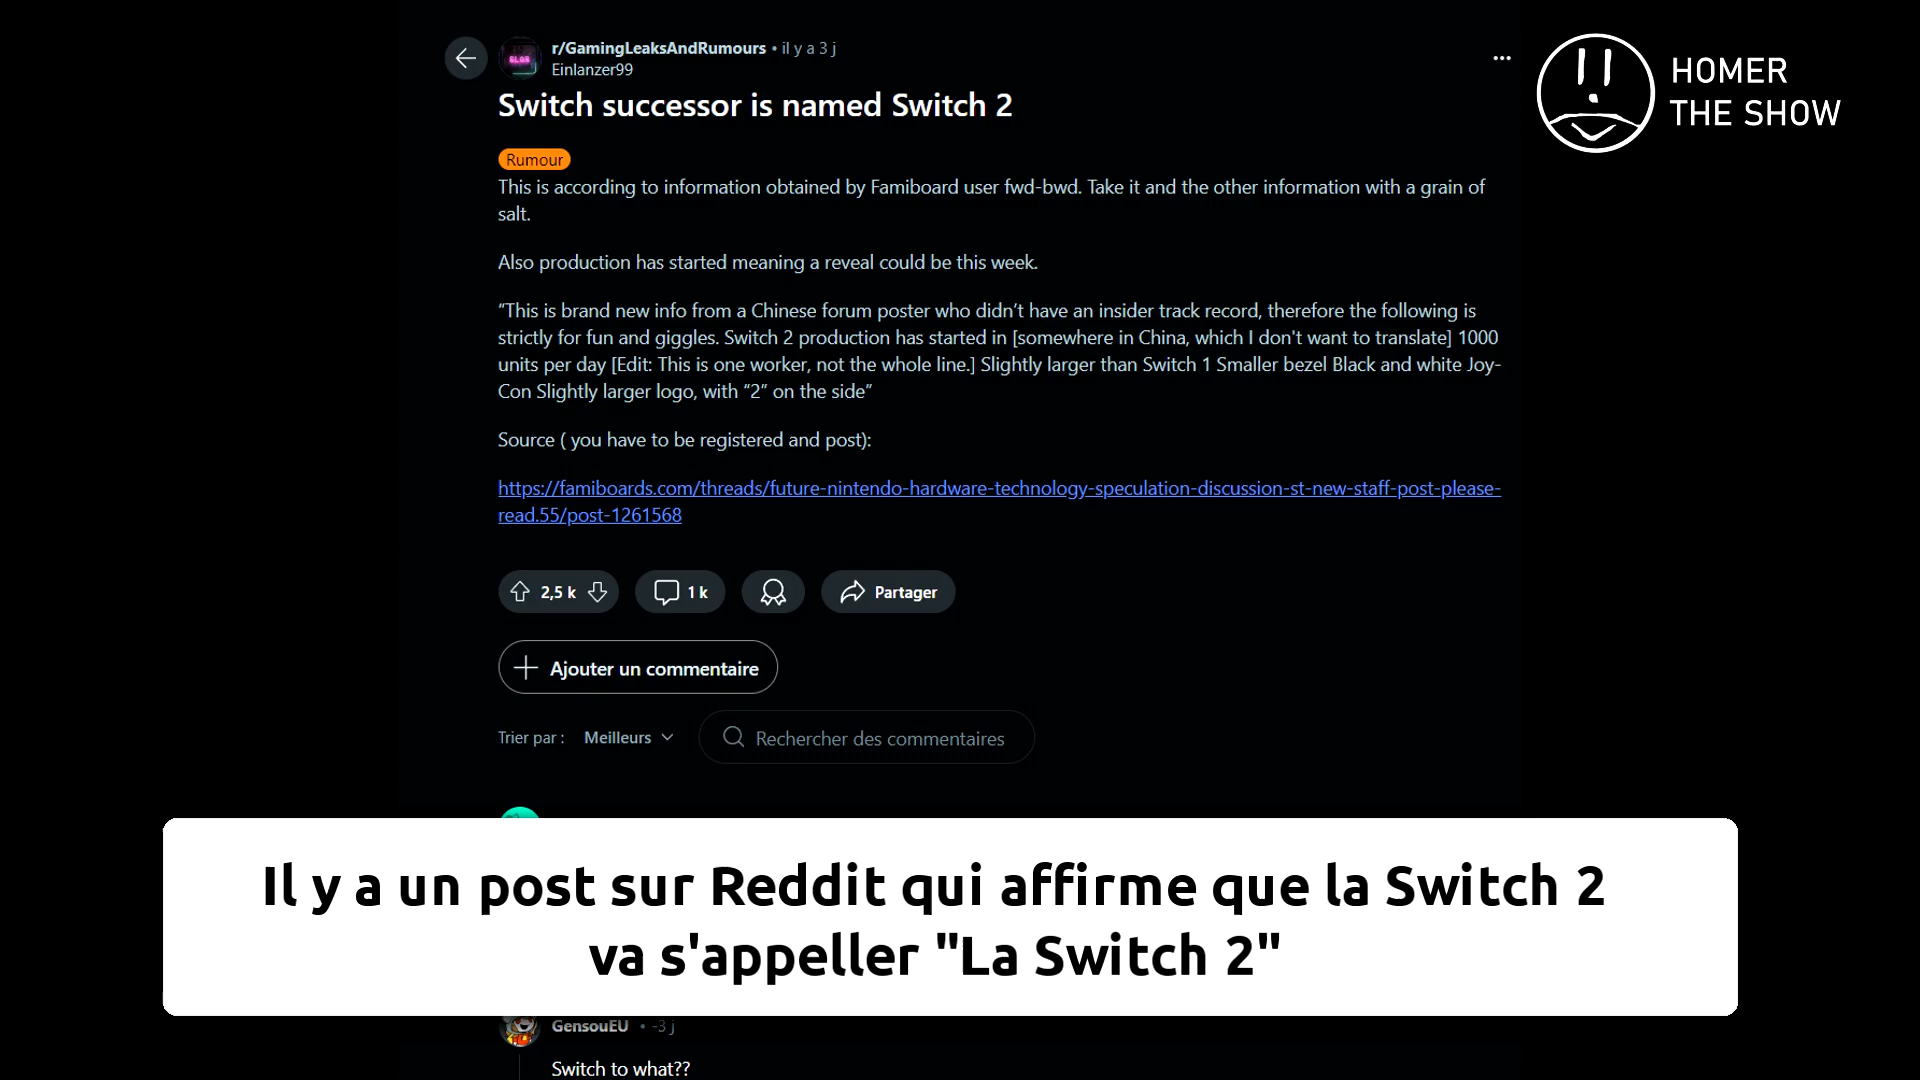 r/GamingLeaksAndRumours • il y a 3 j
Einlanzer99
HOMER
THE SHOW
Switch successor is named Switch 2
Rumour
This is according to information obtained by Famiboard user fwd-bwd. Take it and the other information with a grain of
salt.
Also production has started meaning a reveal could be this week.
“This is brand new info from a Chinese forum poster who didn’t have an insider track record, therefore the following is
strictly for fun and giggles. Switch 2 production has started in [somewhere in China, which I don't want to translate] 1000
units per day [Edit: This is one worker, not the whole line.] Slightly larger than Switch 1 Smaller bezel Black and white Joy-
Con Slightly larger logo, with “2” on the side”
Source ( you have to be registered and post):
https://famiboards.com/threads/future-nintendo-hardware-technology-speculation-discussion-st-new-staff-post-please-
read.55/post-1261568
2,5 k
1 k
Partager
Ajouter un commentaire
Trier par : Meilleurs
Rechercher des commentaires
Il y a un post sur Reddit qui affirme que la Switch 2
va s'appeller "La Switch 2"
GensouEU • -3 j
Switch to what??